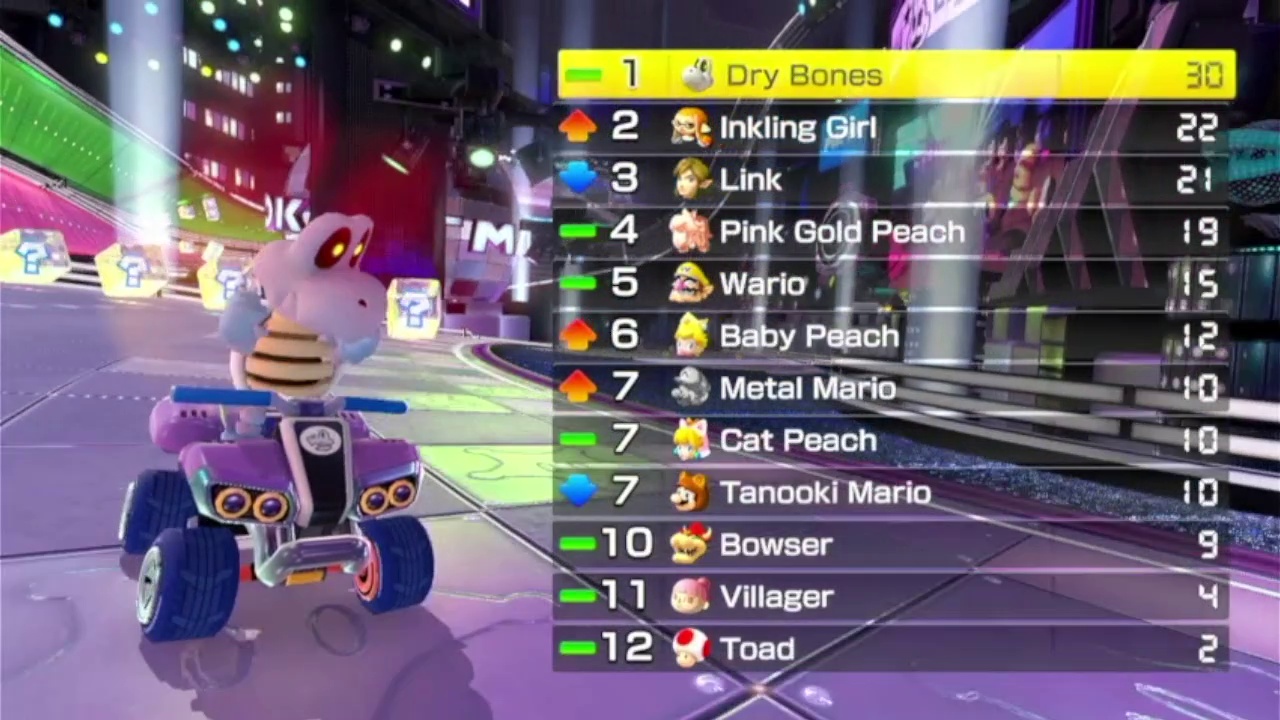 1 Dry Bones 30
2 Inkling Girl 22
3 Link 21
4 Pink Gold Peach 19
5 Wario 15
6 Baby Peach 12
7 Metal Mario 10
7 Cat Peach 10
7 Tanooki Mario 10
10 Bowser 9
11 Villager 4
12 Toad 2
? ? ? ?